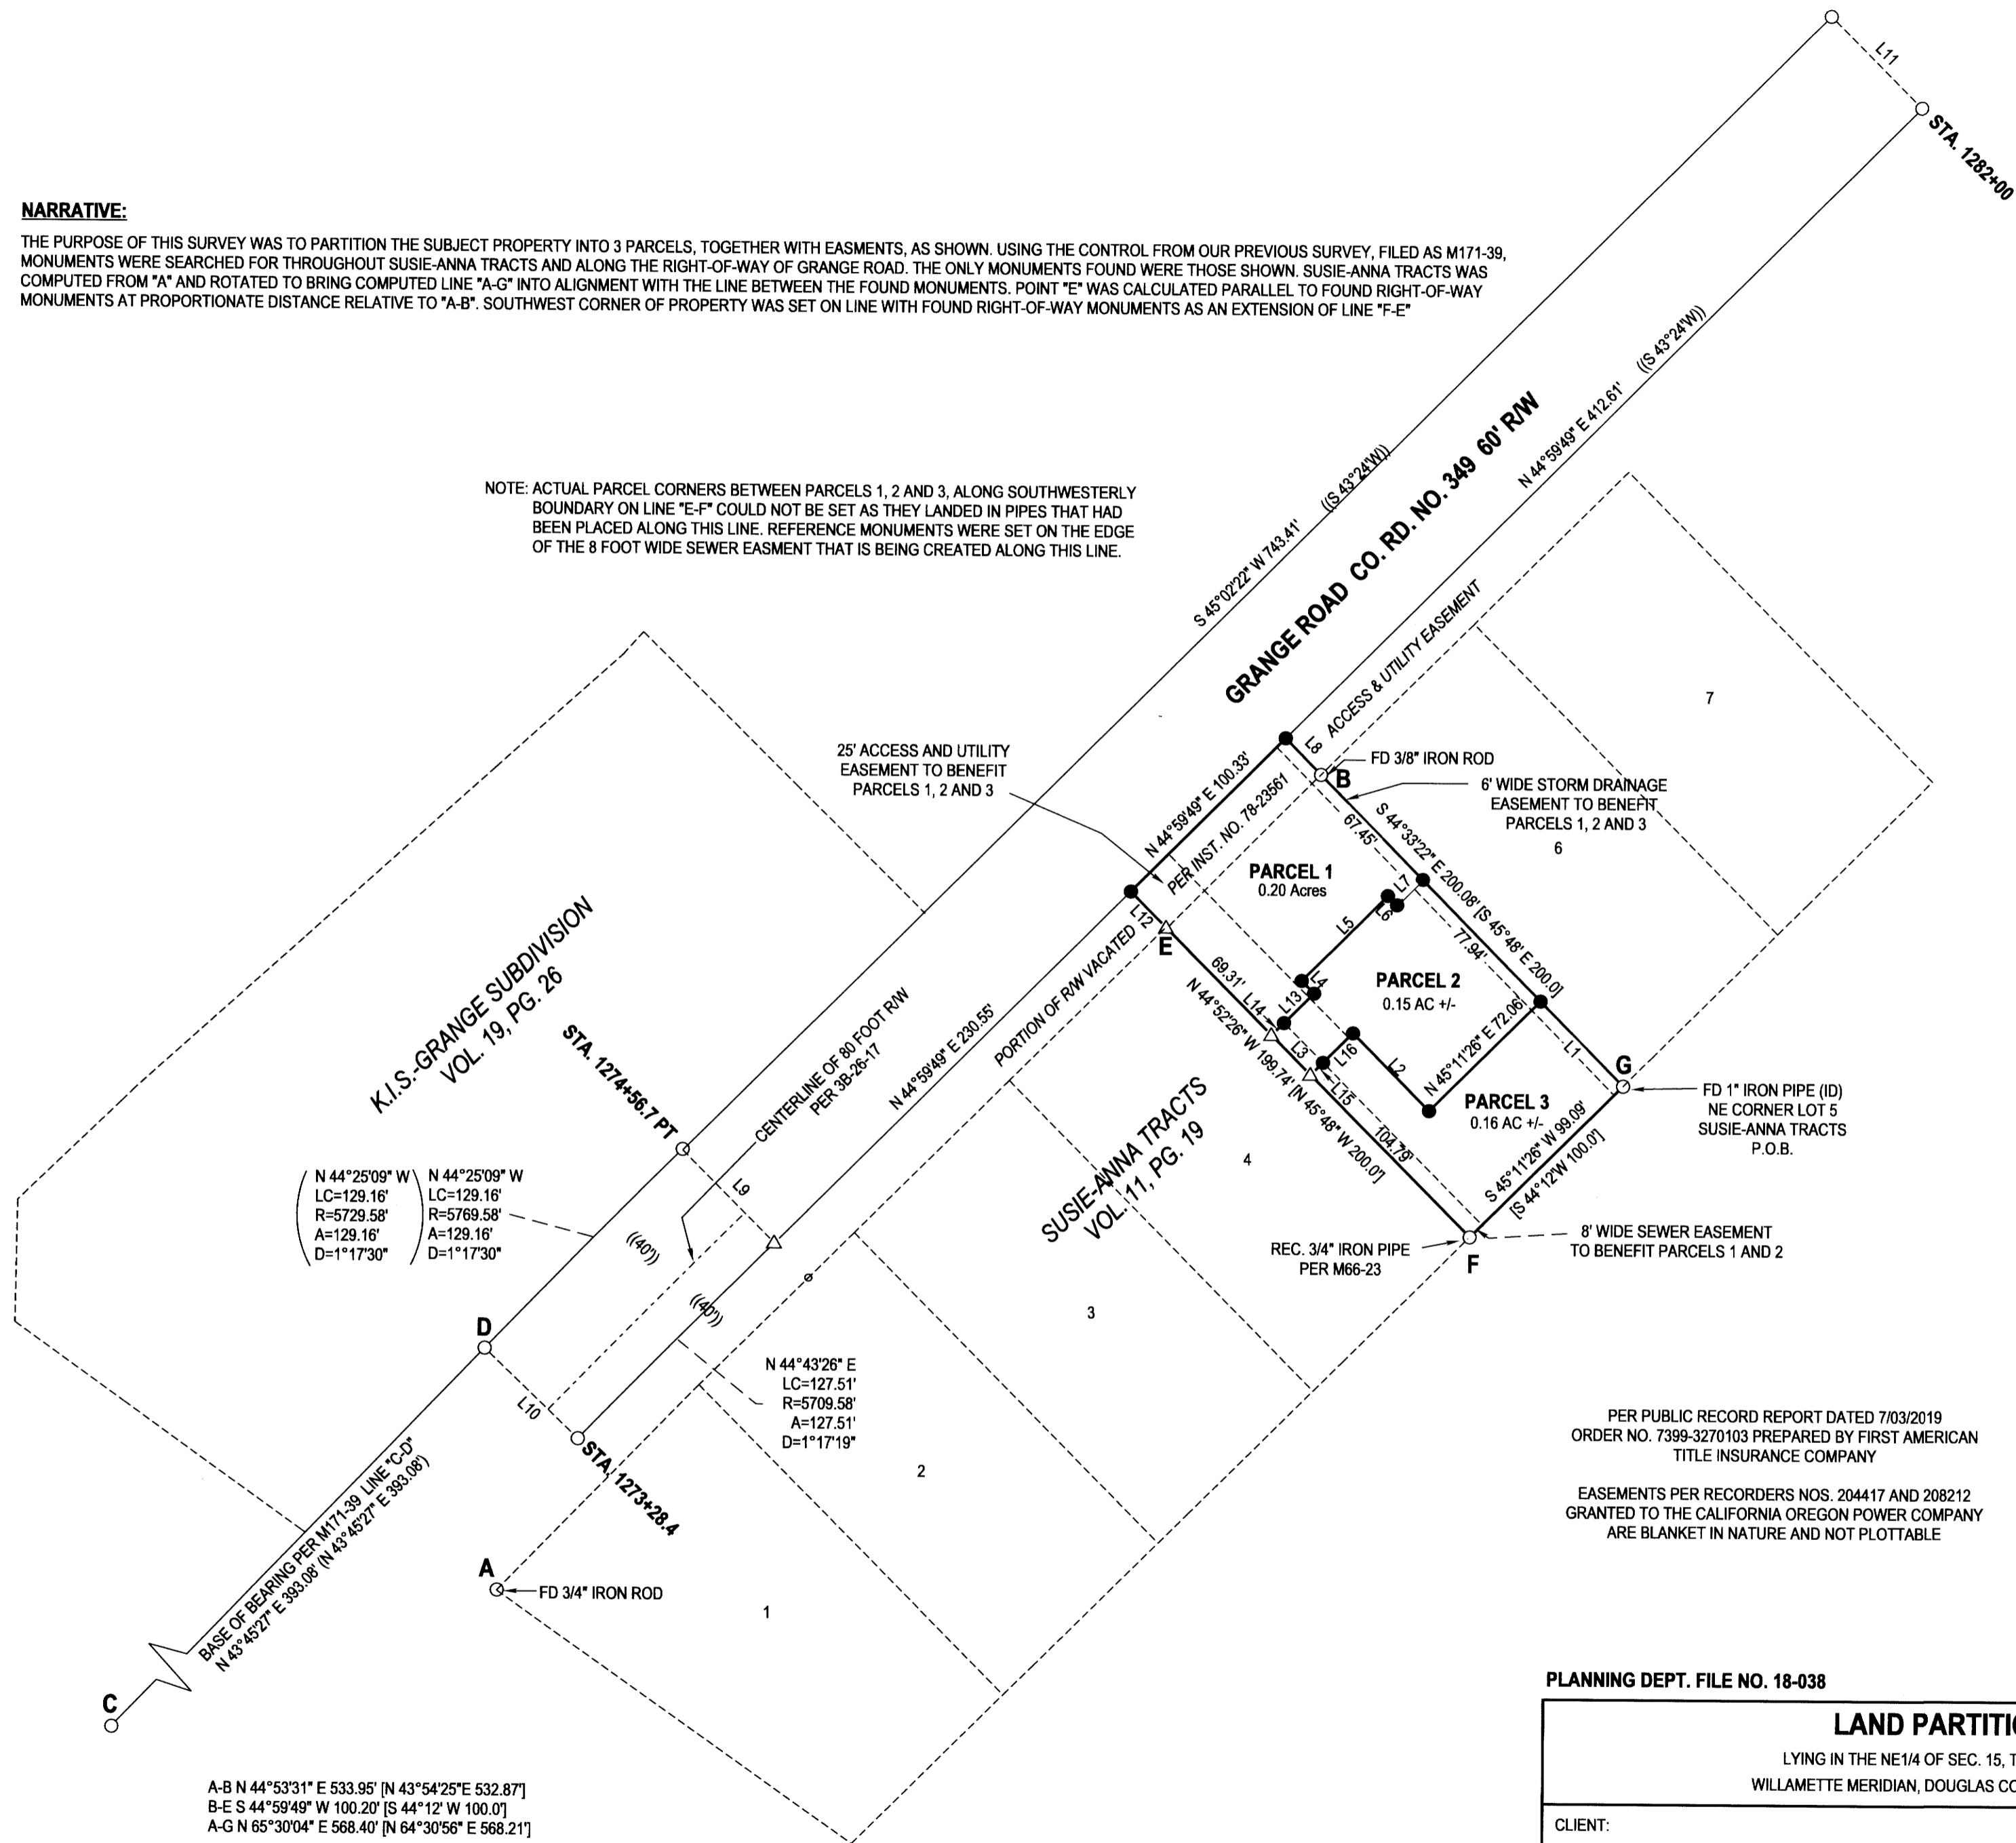 L11
STA. 1282+00
NARRATIVE:
THE PURPOSE OF THIS SURVEY WAS TO PARTITION THE SUBJECT PROPERTY INTO 3 PARCELS, TOGETHER WITH EASMENTS, AS SHOWN. USING THE CONTROL FROM OUR PREVIOUS SURVEY, FILED AS M171-39,
MONUMENTS WERE SEARCHED FOR THROUGHOUT SUSIE-ANNA TRACTS AND ALONG THE RIGHT-OF-WAY OF GRANGE ROAD. THE ONLY MONUMENTS FOUND WERE THOSE SHOWN. SUSIE-ANNA TRACTS WAS
COMPUTED FROM "A" AND ROTATED TO BRING COMPUTED LINE "A-G" INTO ALIGNMENT WITH THE LINE BETWEEN THE FOUND MONUMENTS. POINT "E" WAS CALCULATED PARALLEL TO FOUND RIGHT-OF-WAY
MONUMENTS AT PROPORTIONATE DISTANCE RELATIVE TO "A-B". SOUTHWEST CORNER OF PROPERTY WAS SET ON LINE WITH FOUND RIGHT-OF-WAY MONUMENTS AS AN EXTENSION OF LINE "F-E"
NOTE: ACTUAL PARCEL CORNERS BETWEEN PARCELS 1, 2 AND 3, ALONG SOUTHWESTERLY
BOUNDARY ON LINE "E-F" COULD NOT BE SET AS THEY LANDED IN PIPES THAT HAD
BEEN PLACED ALONG THIS LINE. REFERENCE MONUMENTS WERE SET ON THE EDGE
OF THE 8 FOOT WIDE SEWER EASMENT THAT IS BEING CREATED ALONG THIS LINE.
S 45°02'22" W 743.41' ((S 43°24'W))
GRANGE ROAD CO. RD. NO. 349 60' R/W
N 44°59'49" E 412.61' ((S 43°24'W))
ACCESS & UTILITY EASEMENT
7
25' ACCESS AND UTILITY
EASEMENT TO BENEFIT
PARCELS 1, 2 AND 3
N 44°59'49" E 100.33'
L8
FD 3/8" IRON ROD
B
6' WIDE STORM DRAINAGE
EASEMENT TO BENEFIT
PARCELS 1, 2 AND 3
6
PER INST. NO. 78-23561
67.45'
S 44°33'22" E 200.08' [S 45°48' E 200.0]
PARCEL 1
0.20 Acres
L7
L6
L5
L12
E
PORTION OF R/W VACATED
77.94'
69.31'
L4
L13
L14
PARCEL 2
0.15 AC +/-
N 44°52'26" W 199.74' [N 45°48' W 200.0']
L3
L16
L2
L15
N 45°11'26" E 72.06'
L1
G
FD 1" IRON PIPE (ID)
NE CORNER LOT 5
SUSIE-ANNA TRACTS
P.O.B.
PARCEL 3
0.16 AC +/-
104.79'
S 45°11'26" W 99.09'
[S 44°12'W 100.0']
8' WIDE SEWER EASEMENT
TO BENEFIT PARCELS 1 AND 2
REC. 3/4" IRON PIPE
PER M66-23
F
K.I.S.-GRANGE SUBDIVISION
VOL. 19, PG. 26
STA. 1274+56.7 PT
CENTERLINE OF 80 FOOT R/W
PER 3B-26-17
N 44°59'49" E 230.55'
SUSIE-ANNA TRACTS
VOL. 11, PG. 19
4
3
N 44°25'09" W
LC=129.16'
R=5729.58'
A=129.16'
D=1°17'30"
N 44°25'09" W
LC=129.16'
R=5769.58'
A=129.16'
D=1°17'30"
L9
((40'))
((40'))
D
L10
N 44°43'26" E
LC=127.51'
R=5709.58'
A=127.51'
D=1°17'19"
STA. 1273+28.4
2
BASE OF BEARING PER M171-39 LINE "C-D"
N 43°45'27" E 393.08' (N 43°45'27" E 393.08')
A
FD 3/4" IRON ROD
1
C
PER PUBLIC RECORD REPORT DATED 7/03/2019
ORDER NO. 7399-3270103 PREPARED BY FIRST AMERICAN
TITLE INSURANCE COMPANY
EASEMENTS PER RECORDERS NOS. 204417 AND 208212
GRANTED TO THE CALIFORNIA OREGON POWER COMPANY
ARE BLANKET IN NATURE AND NOT PLOTTABLE
A-B N 44°53'31" E 533.95' [N 43°54'25"E 532.87']
B-E S 44°59'49" W 100.20' [S 44°12' W 100.0']
A-G N 65°30'04" E 568.40' [N 64°30'56" E 568.21']
PLANNING DEPT. FILE NO. 18-038
LAND PARTITI
LYING IN THE NE1/4 OF SEC. 15, T
WILLAMETTE MERIDIAN, DOUGLAS CO
CLIENT: